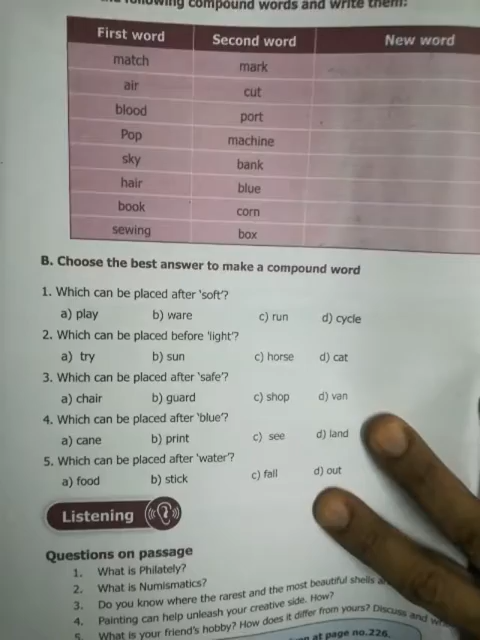 following compound words and write them:
First word Second word New word
match mark
air cut
blood port
Pop machine
sky bank
hair blue
book corn
sewing box
B. Choose the best answer to make a compound word
1. Which can be placed after 'soft'?
a) play b) ware c) run d) cycle
2. Which can be placed before 'light'?
a) try b) sun c) horse d) cat
3. Which can be placed after 'safe'?
a) chair b) guard c) shop d) van
4. Which can be placed after 'blue'?
a) cane b) print c) see d) land
5. Which can be placed after 'water'?
a) food b) stick c) fall d) out
Listening
Questions on passage
1. What is Philately?
2. What is Numismatics?
3. Do you know where the rarest and the most beautiful shells
4. Painting can help unleash your creative side. How?
5. What is your friend's hobby? How does it differ from yours? Discuss and
at page no.226.